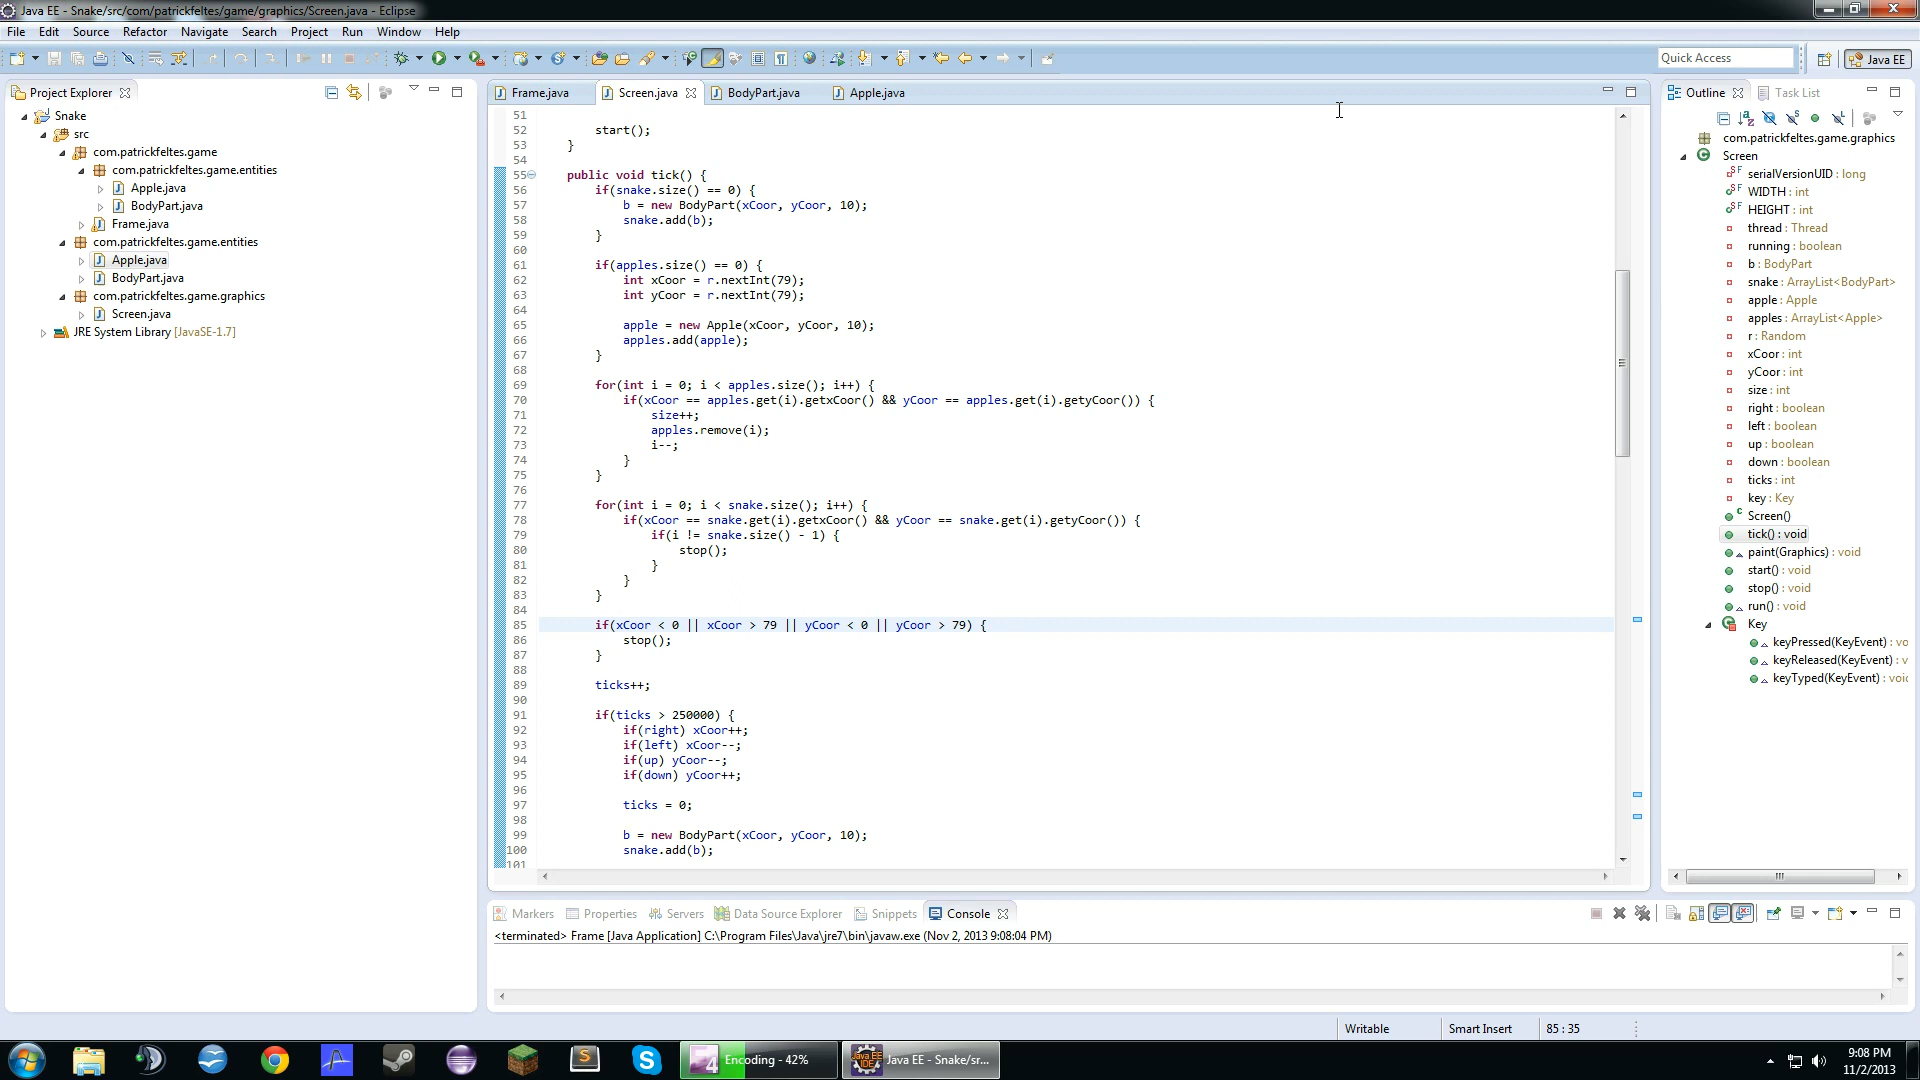 Java EE - Snake/src/com/patrickfeltes/game/graphics/Screen.java - Eclipse
File Edit Source Refactor Navigate Search Project Run Window Help
Quick Access
Java EE
Project Explorer
Snake
src
com.patrickfeltes.game
com.patrickfeltes.game.entities
Apple.java
BodyPart.java
Frame.java
com.patrickfeltes.game.entities
Apple.java
BodyPart.java
com.patrickfeltes.game.graphics
Screen.java
JRE System Library [JavaSE-1.7]
Frame.java Screen.java BodyPart.java Apple.java
51
52 start();
53 }
54
55 public void tick() {
56 if(snake.size() == 0) {
57 b = new BodyPart(xCoor, yCoor, 10);
58 snake.add(b);
59 }
60
61 if(apples.size() == 0) {
62 int xCoor = r.nextInt(79);
63 int yCoor = r.nextInt(79);
64
65 apple = new Apple(xCoor, yCoor, 10);
66 apples.add(apple);
67 }
68
69 for(int i = 0; i < apples.size(); i++) {
70 if(xCoor == apples.get(i).getxCoor() && yCoor == apples.get(i).getyCoor()) {
71 size++;
72 apples.remove(i);
73 i--;
74 }
75 }
76
77 for(int i = 0; i < snake.size(); i++) {
78 if(xCoor == snake.get(i).getxCoor() && yCoor == snake.get(i).getyCoor()) {
79 if(i != snake.size() - 1) {
80 stop();
81 }
82 }
83 }
84
85 if(xCoor < 0 || xCoor > 79 || yCoor < 0 || yCoor > 79) {
86 stop();
87 }
88
89 ticks++;
90
91 if(ticks > 250000) {
92 if(right) xCoor++;
93 if(left) xCoor--;
94 if(up) yCoor--;
95 if(down) yCoor++;
96
97 ticks = 0;
98
99 b = new BodyPart(xCoor, yCoor, 10);
100 snake.add(b);
101
Outline Task List
com.patrickfeltes.game.graphics
Screen
serialVersionUID : long
WIDTH : int
HEIGHT : int
thread : Thread
running : boolean
b : BodyPart
snake : ArrayList<BodyPart>
apple : Apple
apples : ArrayList<Apple>
r : Random
xCoor : int
yCoor : int
size : int
right : boolean
left : boolean
up : boolean
down : boolean
ticks : int
key : Key
Screen()
tick() : void
paint(Graphics) : void
start() : void
stop() : void
run() : void
Key
keyPressed(KeyEvent) : vo
keyReleased(KeyEvent) : v
keyTyped(KeyEvent) : voic
Markers Properties Servers Data Source Explorer Snippets Console
<terminated> Frame [Java Application] C:\Program Files\Java\jre7\bin\javaw.exe (Nov 2, 2013 9:08:04 PM)
Writable Smart Insert 85 : 35
Encoding - 42%
Java EE - Snake/sr...
9:08 PM
11/2/2013